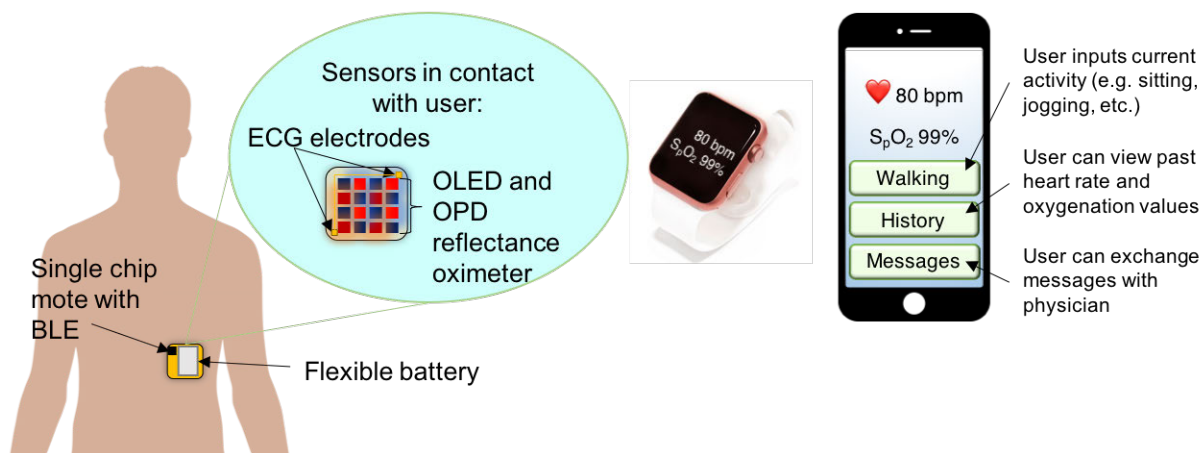 Sensors in contact
with user:
ECG electrodes
OLED and
OPD
reflectance
oximeter
Single chip
mote with
BLE
Flexible battery
80 bpm
SpO2 99%
80 bpm
SpO2 99%
Walking
History
Messages
User inputs current
activity (e.g. sitting,
jogging, etc.)
User can view past
heart rate and
oxygenation values
User can exchange
messages with
physician